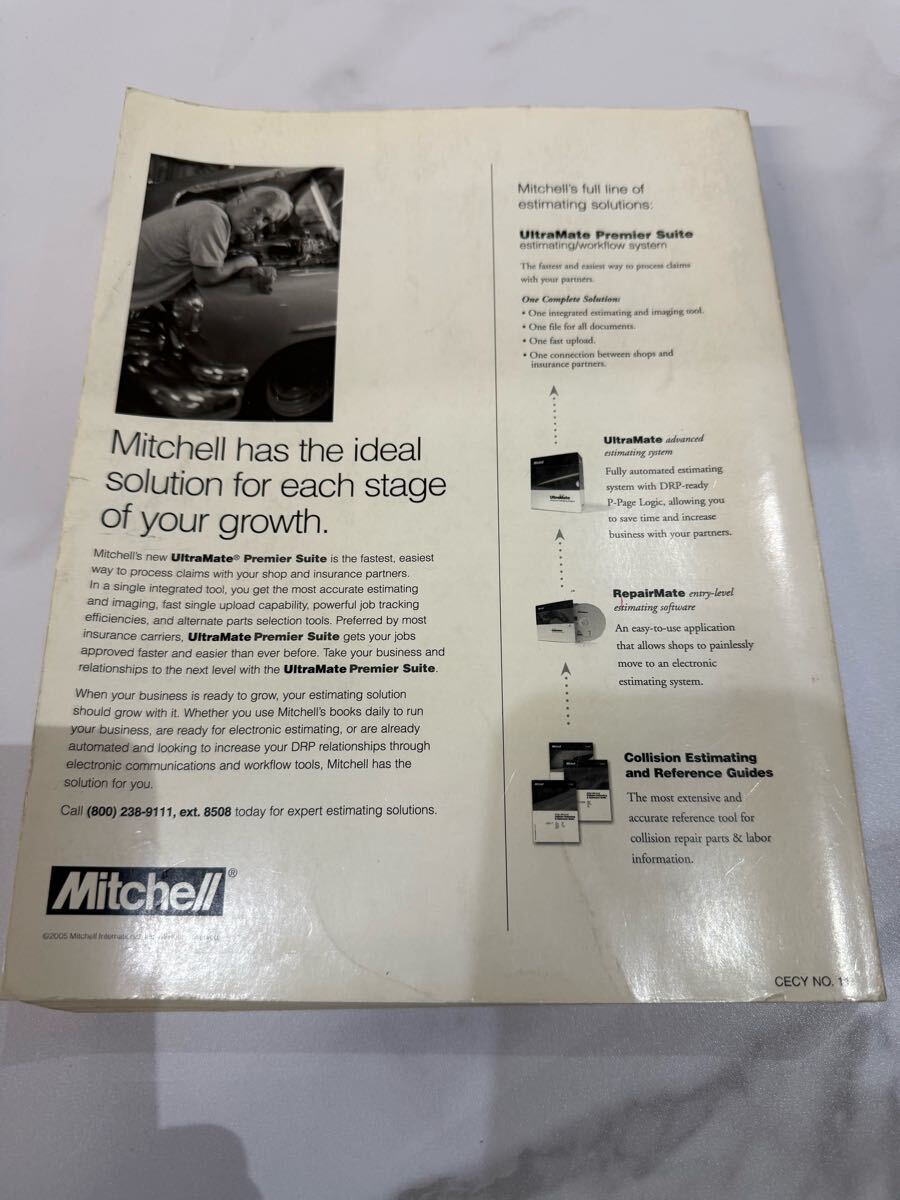 Mitchell has the ideal
solution for each stage
of your growth.
Mitchell's new UltraMate® Premier Suite is the fastest, easiest
way to process claims with your shop and insurance partners.
In a single integrated tool, you get the most accurate estimating
and imaging, fast single upload capability, powerful job tracking
efficiencies, and alternate parts selection tools. Preferred by most
insurance carriers, UltraMate Premier Suite gets your jobs
approved faster and easier than ever before. Take your business and
relationships to the next level with the UltraMate Premier Suite.
When your business is ready to grow, your estimating solution
should grow with it. Whether you use Mitchell's books daily to run
your business, are ready for electronic estimating, or are already
automated and looking to increase your DRP relationships through
electronic communications and workflow tools, Mitchell has the
solution for you.
Call (800) 238-9111, ext. 8508 today for expert estimating solutions.
Mitchell®
©2005 Mitchell
Mitchell's full line of
estimating solutions:
UltraMate Premier Suite
estimating/workflow system
The fastest and easiest way to process claims
with your partners.
One Complete Solution:
• One integrated estimating and imaging tool.
• One file for all documents.
• One fast upload.
• One connection between shops and
insurance partners.
UltraMate
UltraMate advanced
estimating system
Fully automated estimating
system with DRP-ready
P-Page Logic, allowing you
to save time and increase
business with your partners.
RepairMate entry-level
estimating software
An easy-to-use application
that allows shops to painlessly
move to an electronic
estimating system.
Collision Estimating
and Reference Guides
The most extensive and
accurate reference tool for
collision repair parts & labor
information.
CECY NO.